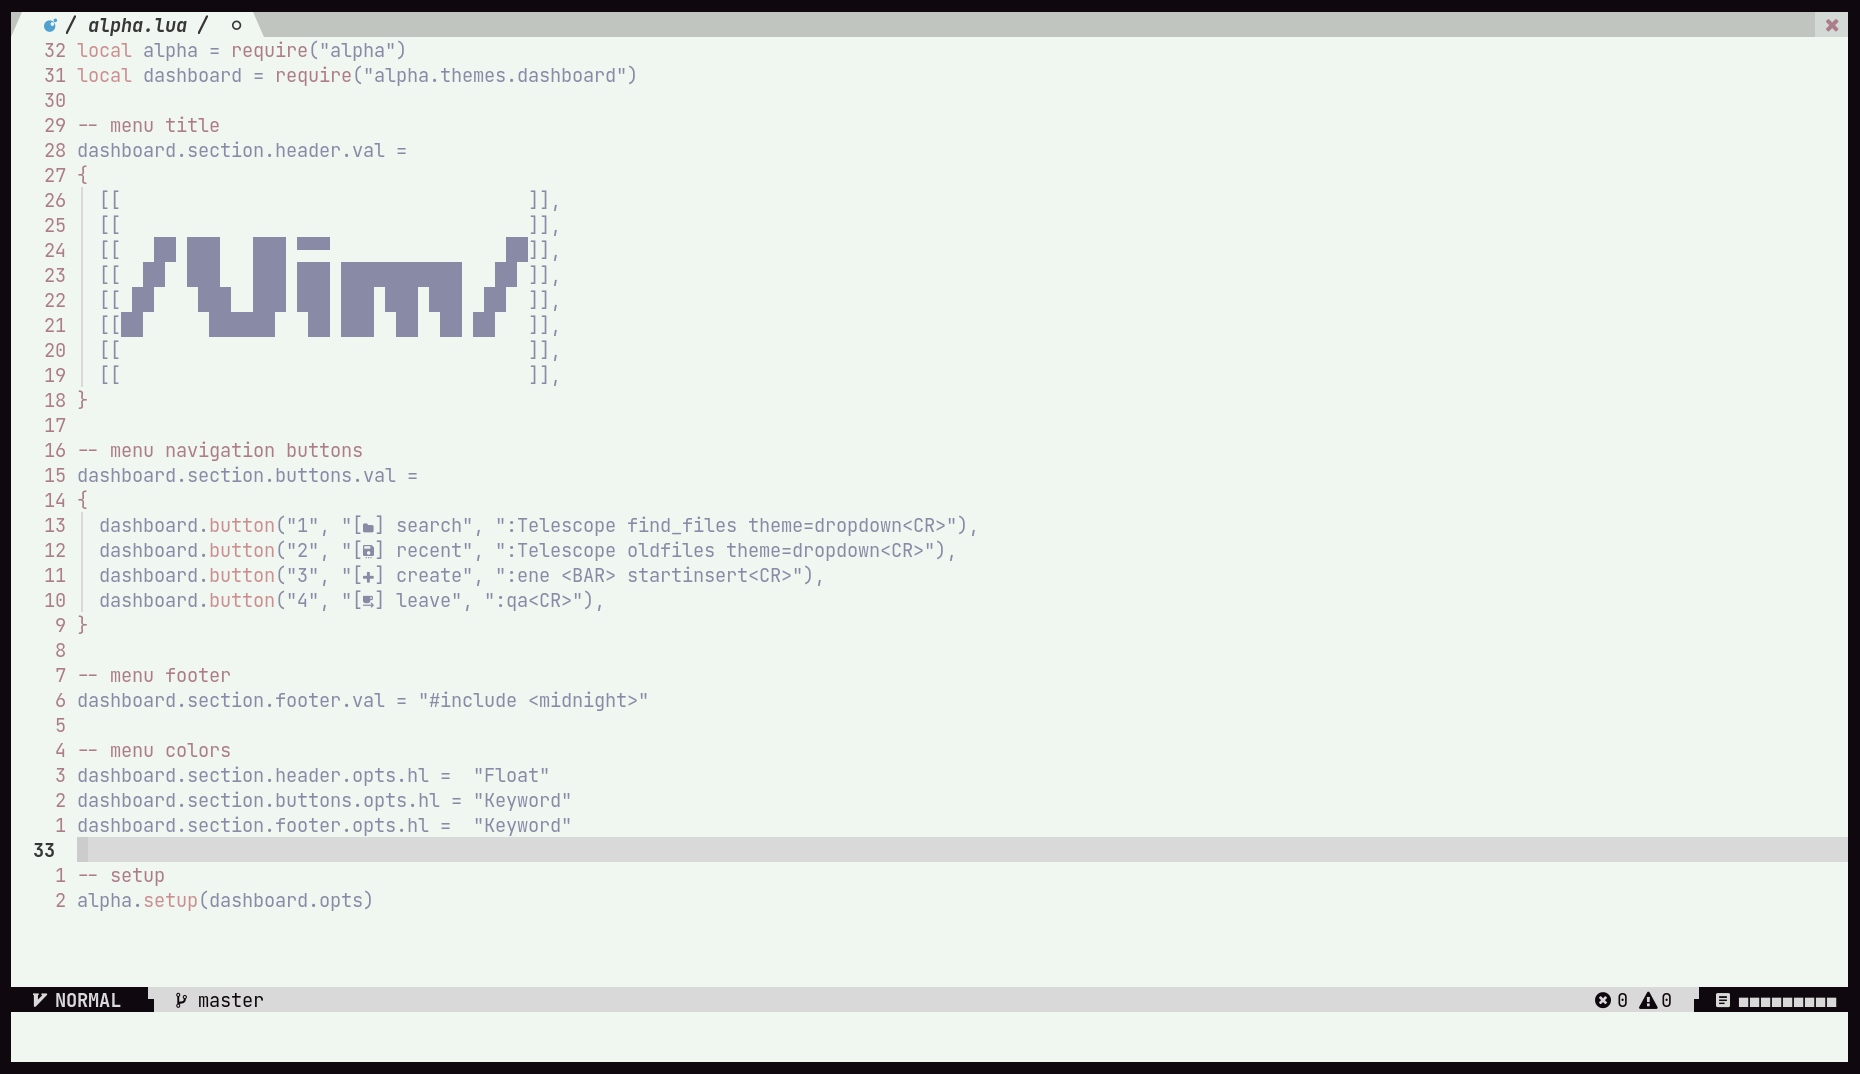 / alpha.lua /
32 local alpha = require("alpha")
31 local dashboard = require("alpha.themes.dashboard")
30
29 -- menu title
28 dashboard.section.header.val =
27 {
26   [[                                     ]],
25   [[                                     ]],
24   [[                                     ]],
23   [[                                     ]],
22   [[                                     ]],
21   [[                                     ]],
20   [[                                     ]],
19   [[                                     ]],
18 }
17
16 -- menu navigation buttons
15 dashboard.section.buttons.val =
14 {
13   dashboard.button("1", "[] search", ":Telescope find_files theme=dropdown<CR>"),
12   dashboard.button("2", "[] recent", ":Telescope oldfiles theme=dropdown<CR>"),
11   dashboard.button("3", "[+] create", ":ene <BAR> startinsert<CR>"),
10   dashboard.button("4", "[] leave", ":qa<CR>"),
9 }
8
7 -- menu footer
6 dashboard.section.footer.val = "#include <midnight>"
5
4 -- menu colors
3 dashboard.section.header.opts.hl =  "Float"
2 dashboard.section.buttons.opts.hl = "Keyword"
1 dashboard.section.footer.opts.hl =  "Keyword"
33
1 -- setup
2 alpha.setup(dashboard.opts)
NORMAL master 0 0